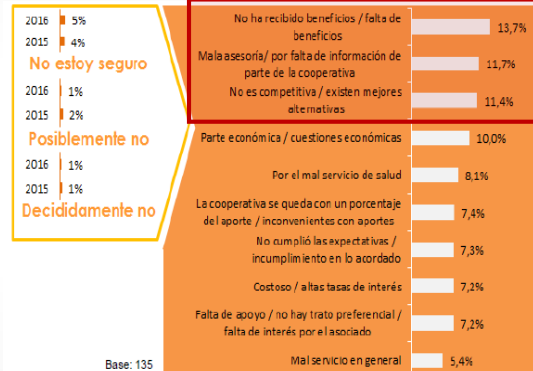 2016 5%
2015 4%
No estoy seguro
2016 1%
2015 2%
Posiblemente no
2016 1%
2015 1%
Decididamente no
Base: 135
No ha recibido beneficios / falta de
beneficios
13,7%
Mala asesoría/ por falta de información de
parte de la cooperativa
11,7%
No es competitiva / existen mejores
alternativas
11,4%
Parte económica / cuestiones económicas
10,0%
Por el mal servicio de salud
8,1%
La cooperativa se queda con un porcentaje
del aporte / inconvenientes con aportes
7,4%
No cumplió las expectativas /
incumplimiento en lo acordado
7,3%
Costoso / altas tasas de interés
7,2%
Falta de apoyo / no hay trato preferencial /
falta de interés por el asociado
7,2%
Mal servicio en general
5,4%